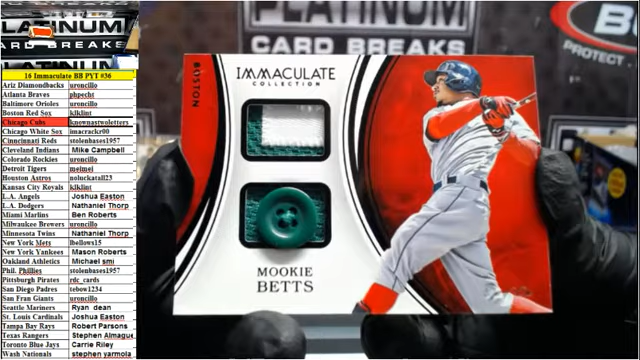 PLATINUM
CARD BREAKS
16 Immaculate BB PYT #36
Ariz Diamondbacks uroncillo
Atlanta Braves phpecht
Baltimore Orioles uroncillo
Boston Red Sox klklint
Chicago Cubs knownastwoletters
Chicago White Sox imacrackr00
Cincinnati Reds stolenbases1957
Cleveland Indians Mike Campbell
Colorado Rockies uroncillo
Detroit Tigers meimei
Houston Astros noluckatall23
Kansas City Royals klklint
L.A. Angels Joshua Easton
L.A. Dodgers Nathaniel Thorp
Miami Marlins Ben Roberts
Milwaukee Brewers uroncillo
Minnesota Twins Nathaniel Thorp
New York Mets lbellows15
New York Yankees Mason Roberts
Oakland Athletics Michael smi
Phil. Phillies stolenbases1957
Pittsburgh Pirates rdc_cards
San Diego Padres tebow1234
San Fran Giants uroncillo
Seattle Mariners Ryan dean
St. Louis Cardinals Joshua Easton
Tampa Bay Rays Robert Parsons
Texas Rangers Stephen Almague
Toronto Blue Jays Carrie Riley
Wash Nationals stephen yarmola
PLATINUM
CARD BREAKS
PROTECT
BOSTON
IMMACULATE
COLLECTION
MOOKIE
BETTS